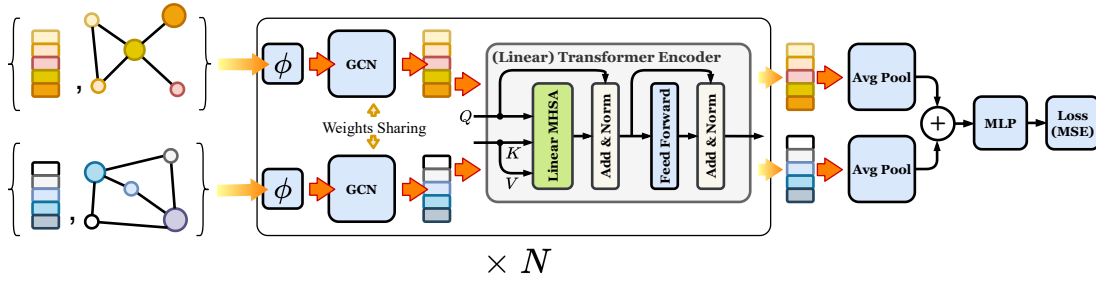 { , }
ϕ
GCN
Weights Sharing
{ , }
ϕ
GCN
(Linear) Transformer Encoder
Q
K
V
Linear MHSA
Add & Norm
Feed Forward
Add & Norm
Avg Pool
Avg Pool
+
MLP
Loss
(MSE)
× N